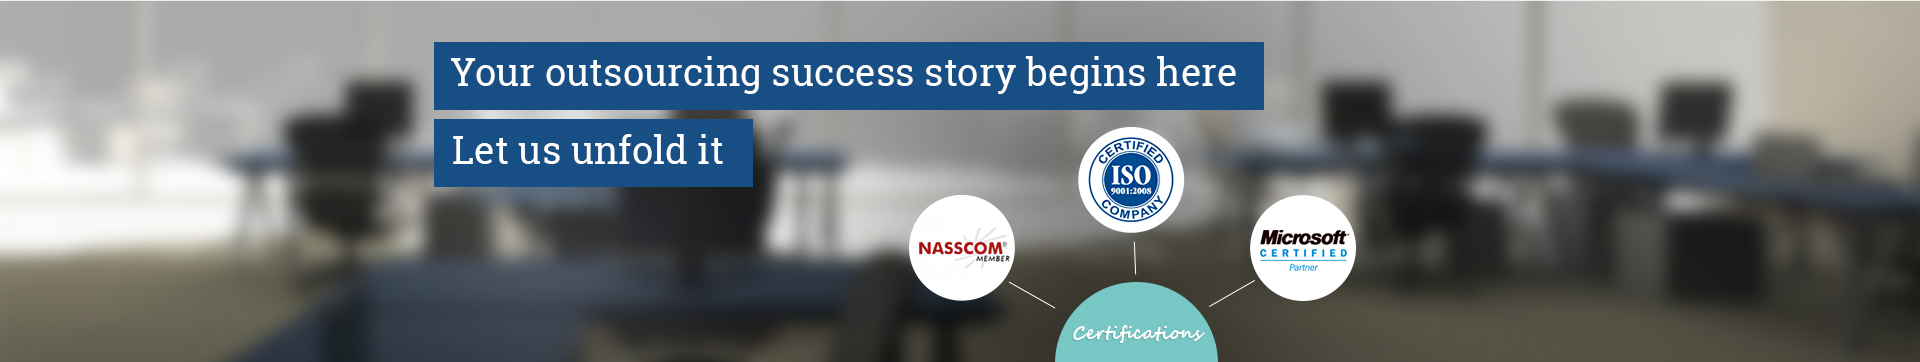 Your outsourcing success story begins here
Let us unfold it
CERTIFIED
ISO
9001:2008
COMPANY
NASSCOM®
MEMBER
Microsoft
CERTIFIED
Partner
Certifications